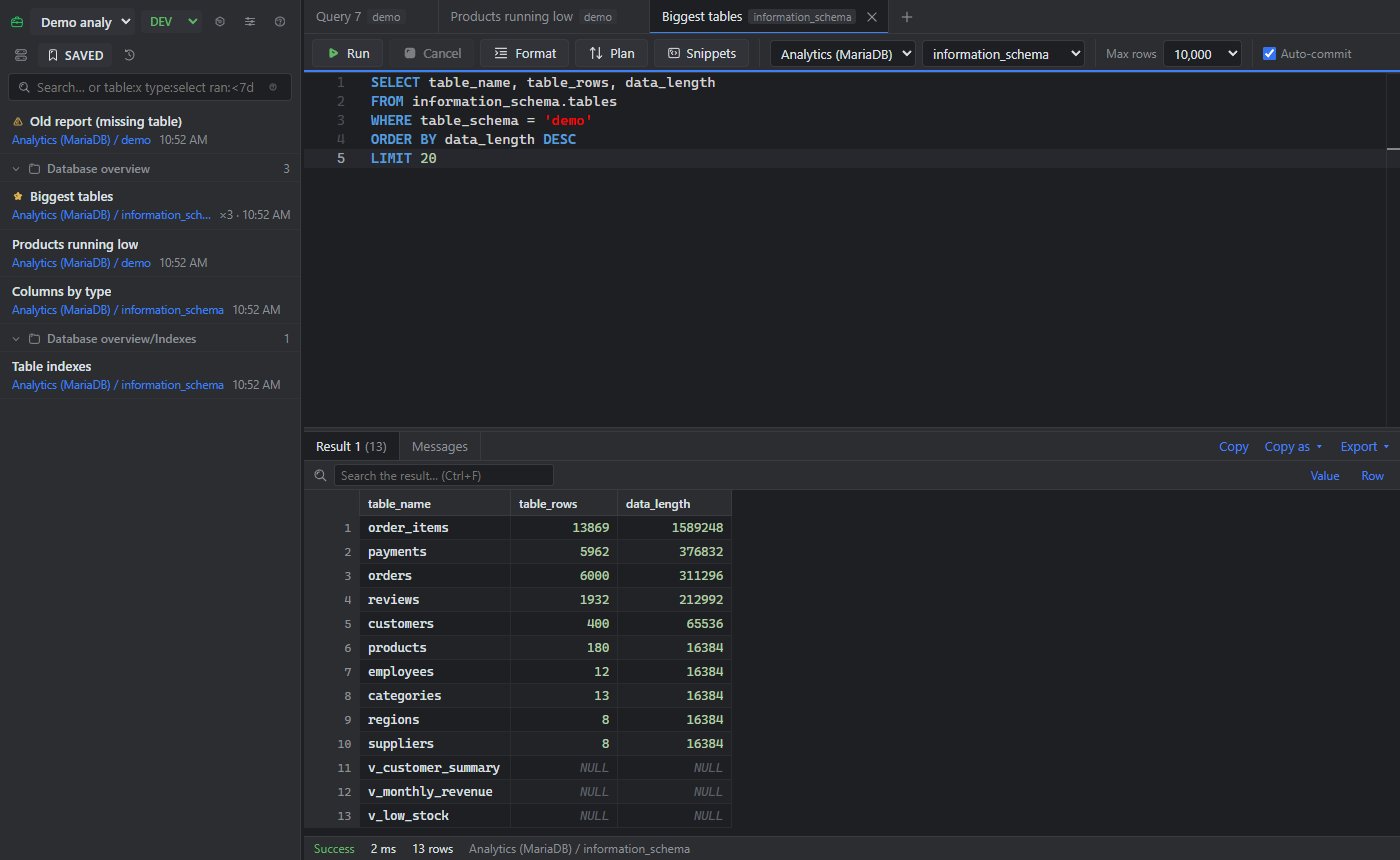 Demo analy DEV
SAVED
Search... or table:x type:select ran:<7d
Old report (missing table)
Analytics (MariaDB) / demo 10:52 AM
Database overview 3
Biggest tables
Analytics (MariaDB) / information_sch... ×3 · 10:52 AM
Products running low
Analytics (MariaDB) / demo 10:52 AM
Columns by type
Analytics (MariaDB) / information_schema 10:52 AM
Database overview/Indexes 1
Table indexes
Analytics (MariaDB) / information_schema 10:52 AM
Query 7 demo Products running low demo Biggest tables information_schema
Run Cancel Format Plan Snippets Analytics (MariaDB) information_schema Max rows 10,000 Auto-commit
1 SELECT table_name, table_rows, data_length
2 FROM information_schema.tables
3 WHERE table_schema = 'demo'
4 ORDER BY data_length DESC
5 LIMIT 20
Result 1 (13) Messages Copy Copy as Export
Search the result... (Ctrl+F) Value Row
table_name table_rows data_length
1 order_items 13869 1589248
2 payments 5962 376832
3 orders 6000 311296
4 reviews 1932 212992
5 customers 400 65536
6 products 180 16384
7 employees 12 16384
8 categories 13 16384
9 regions 8 16384
10 suppliers 8 16384
11 v_customer_summary NULL NULL
12 v_monthly_revenue NULL NULL
13 v_low_stock NULL NULL
Success 2 ms 13 rows Analytics (MariaDB) / information_schema